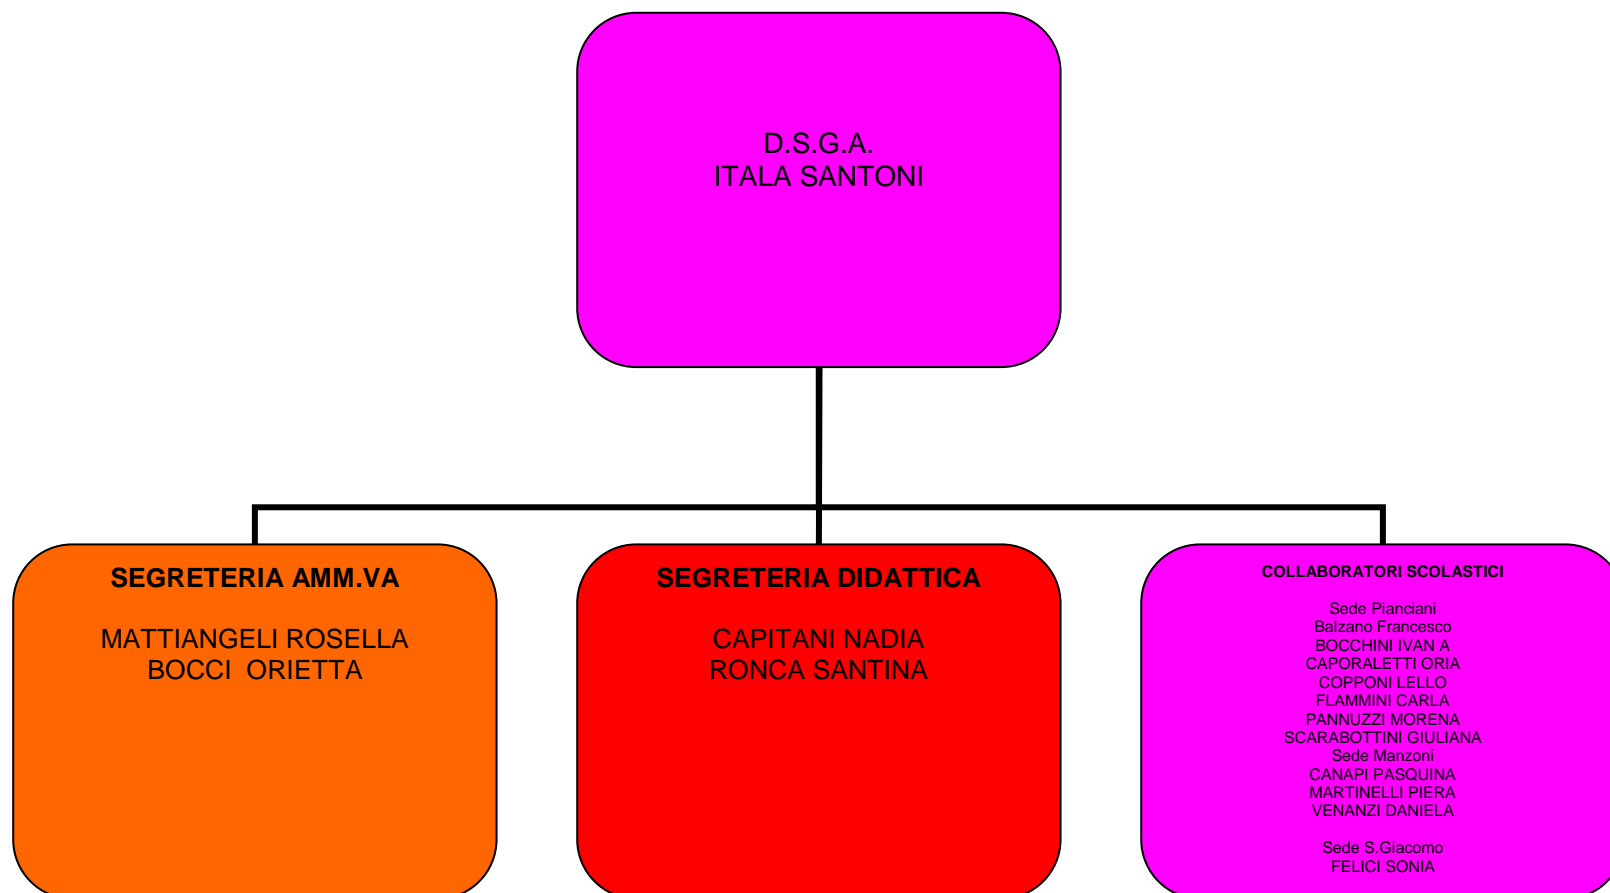 D.S.G.A.
ITALA SANTONI
SEGRETERIA AMM.VA
MATTIANGELI ROSELLA
BOCCI  ORIETTA
SEGRETERIA DIDATTICA
CAPITANI NADIA
RONCA SANTINA
COLLABORATORI SCOLASTICI
Sede Pianciani
Balzano Francesco
BOCCHINI IVAN A
CAPORALETTI ORIA
COPPONI LELLO
FLAMMINI CARLA
PANNUZZI MORENA
SCARABOTTINI GIULIANA
Sede Manzoni
CANAPI PASQUINA
MARTINELLI PIERA
VENANZI DANIELA
Sede S.Giacomo
FELICI SONIA